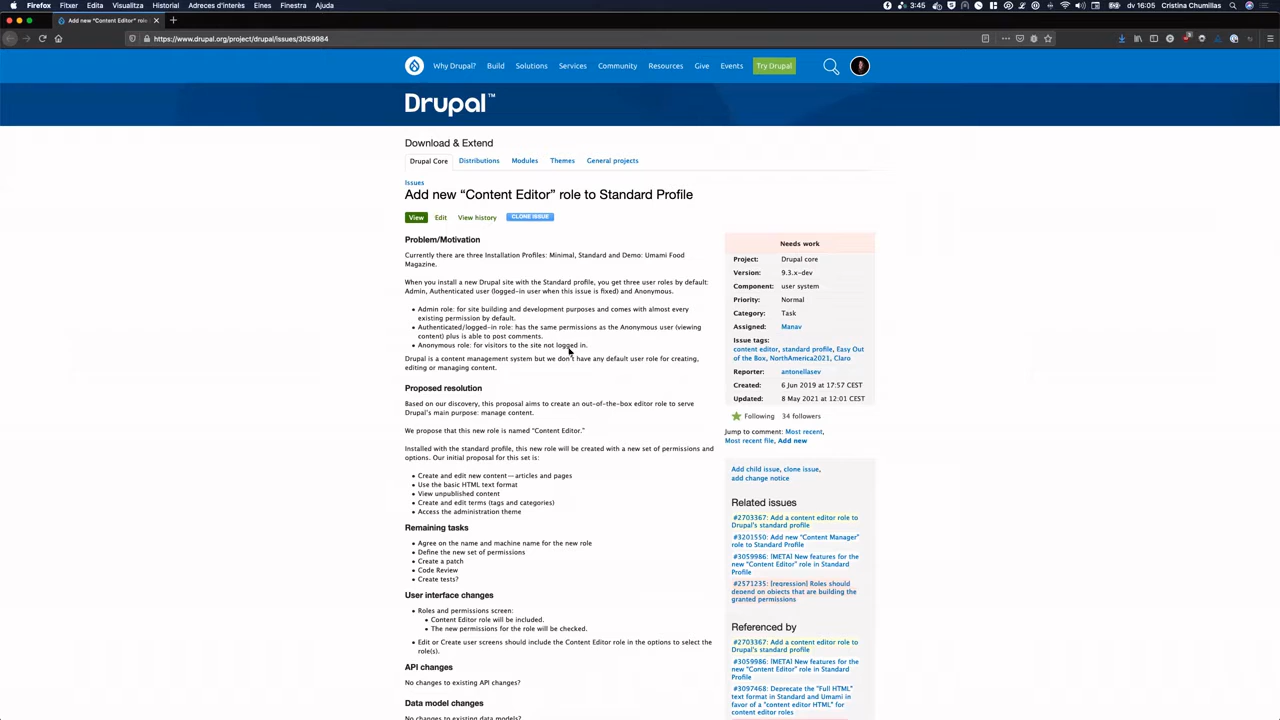 Firefox Fitxer Edita Visualitza Historial Adreces d'interès Eines Finestra Ajuda 3:45 dv 16:05 Cristina Chumillas
Add new “Content Editor” role
https://www.drupal.org/project/drupal/issues/3059984
Why Drupal? Build Solutions Services Community Resources Give Events Try Drupal
Drupal™
Download & Extend
Drupal Core Distributions Modules Themes General projects
Issues
Add new “Content Editor” role to Standard Profile
View Edit View history CLONE ISSUE
Problem/Motivation
Currently there are three Installation Profiles: Minimal, Standard and Demo: Umami Food
Magazine.
When you install a new Drupal site with the Standard profile, you get three user roles by default:
Admin, Authenticated user (logged-in user when this issue is fixed) and Anonymous.
• Admin role: for site building and development purposes and comes with almost every
existing permission by default.
• Authenticated/logged-in role: has the same permissions as the Anonymous user (viewing
content) plus is able to post comments.
• Anonymous role: for visitors to the site not logged in.
Drupal is a content management system but we don't have any default user role for creating,
editing or managing content.
Proposed resolution
Based on our discovery, this proposal aims to create an out-of-the-box editor role to serve
Drupal's main purpose: manage content.
We propose that this new role is named “Content Editor.”
Installed with the standard profile, this new role will be created with a new set of permissions and
options. Our initial proposal for this set is:
• Create and edit new content—articles and pages
• Use the basic HTML text format
• View unpublished content
• Create and edit terms (tags and categories)
• Access the administration theme
Remaining tasks
• Agree on the name and machine name for the new role
• Define the new set of permissions
• Create a patch
• Code Review
• Create tests?
User interface changes
• Roles and permissions screen:
• Content Editor role will be included.
• The new permissions for the role will be checked.
• Edit or Create user screens should include the Content Editor role in the options to select the
role(s).
API changes
No changes to existing API changes?
Data model changes
No changes to existing data models?
Needs work
Project: Drupal core
Version: 9.3.x-dev
Component: user system
Priority: Normal
Category: Task
Assigned: Manav
Issue tags:
content editor, standard profile, Easy Out
of the Box, NorthAmerica2021, Claro
Reporter: antonellasev
Created: 6 Jun 2019 at 17:57 CEST
Updated: 8 May 2021 at 12:01 CEST
Following 34 followers
Jump to comment: Most recent,
Most recent file, Add new
Add child issue, clone issue,
add change notice
Related issues
#2703367: Add a content editor role to
Drupal's standard profile
#3201550: Add new “Content Manager”
role to Standard Profile
#3059986: [META] New features for the
new “Content Editor” role in Standard
Profile
#2571235: [regression] Roles should
depend on objects that are building the
granted permissions
Referenced by
#2703367: Add a content editor role to
Drupal's standard profile
#3059986: [META] New features for the
new “Content Editor” role in Standard
Profile
#3097468: Deprecate the "Full HTML"
text format in Standard and Umami in
favor of a "content editor HTML" for
content editor roles